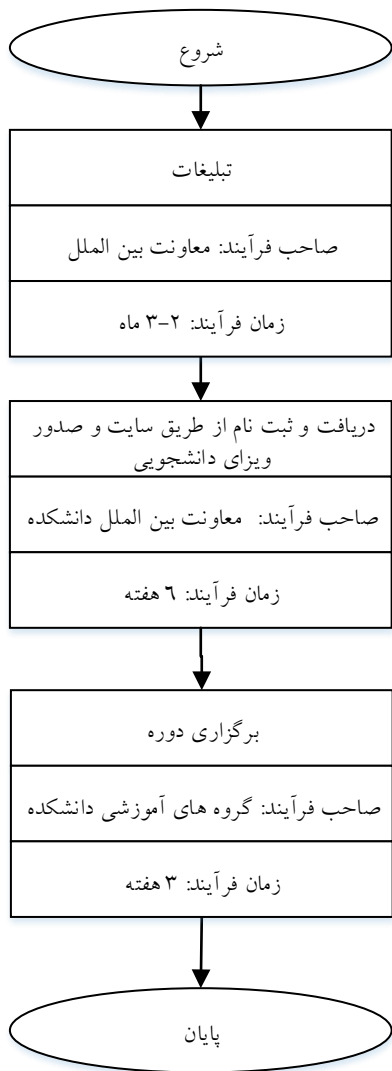 شروع
تبلیغات
صاحب فرآیند: معاونت بین الملل
زمان فرآیند: ۲-۳ ماه
دریافت و ثبت نام از طریق سایت و صدور
ویزای دانشجویی
صاحب فرآیند: معاونت بین الملل دانشکده
زمان فرآیند: ۶ هفته
برگزاری دوره
صاحب فرآیند: گروه های آموزشی دانشکده
زمان فرآیند: ۳ هفته
پایان